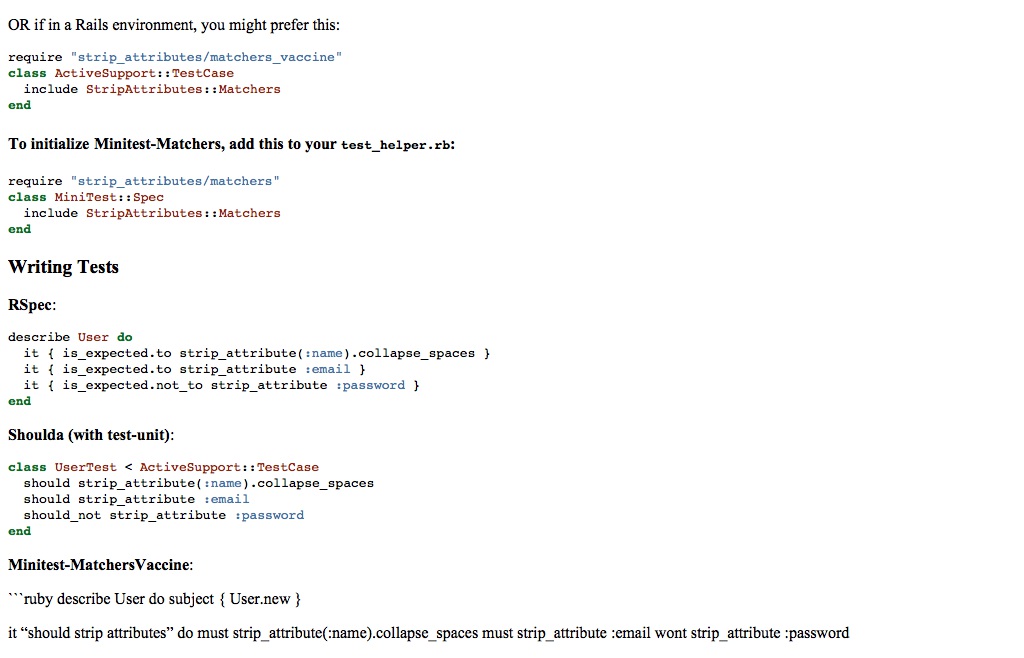 OR if in a Rails environment, you might prefer this:
require "strip_attributes/matchers_vaccine"
class ActiveSupport::TestCase
  include StripAttributes::Matchers
end
To initialize Minitest-Matchers, add this to your test_helper.rb:
require "strip_attributes/matchers"
class MiniTest::Spec
  include StripAttributes::Matchers
end
Writing Tests
RSpec:
describe User do
  it { is_expected.to strip_attribute(:name).collapse_spaces }
  it { is_expected.to strip_attribute :email }
  it { is_expected.not_to strip_attribute :password }
end
Shoulda (with test-unit):
class UserTest < ActiveSupport::TestCase
  should strip_attribute(:name).collapse_spaces
  should strip_attribute :email
  should_not strip_attribute :password
end
Minitest-MatchersVaccine:
```ruby describe User do subject { User.new }
it “should strip attributes” do must strip_attribute(:name).collapse_spaces must strip_attribute :email wont strip_attribute :password